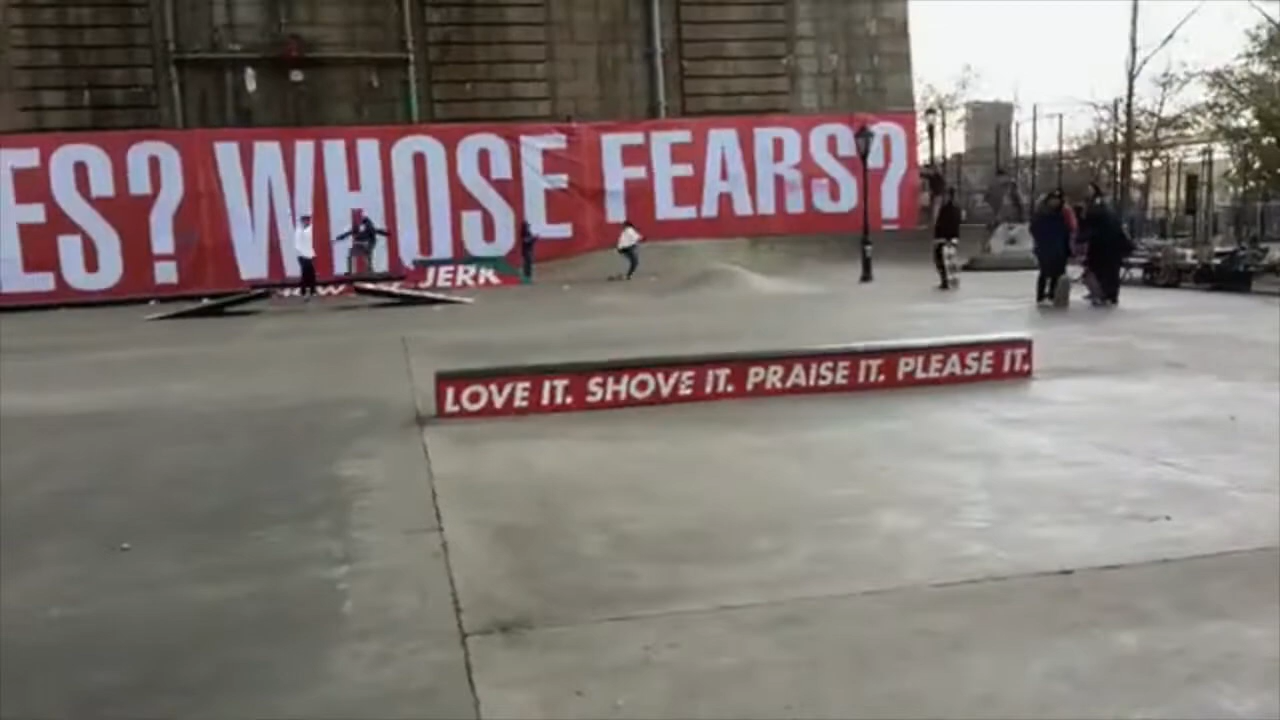 ES? WHOSE FEARS?
JERK
LOVE IT. SHOVE IT. PRAISE IT. PLEASE IT.